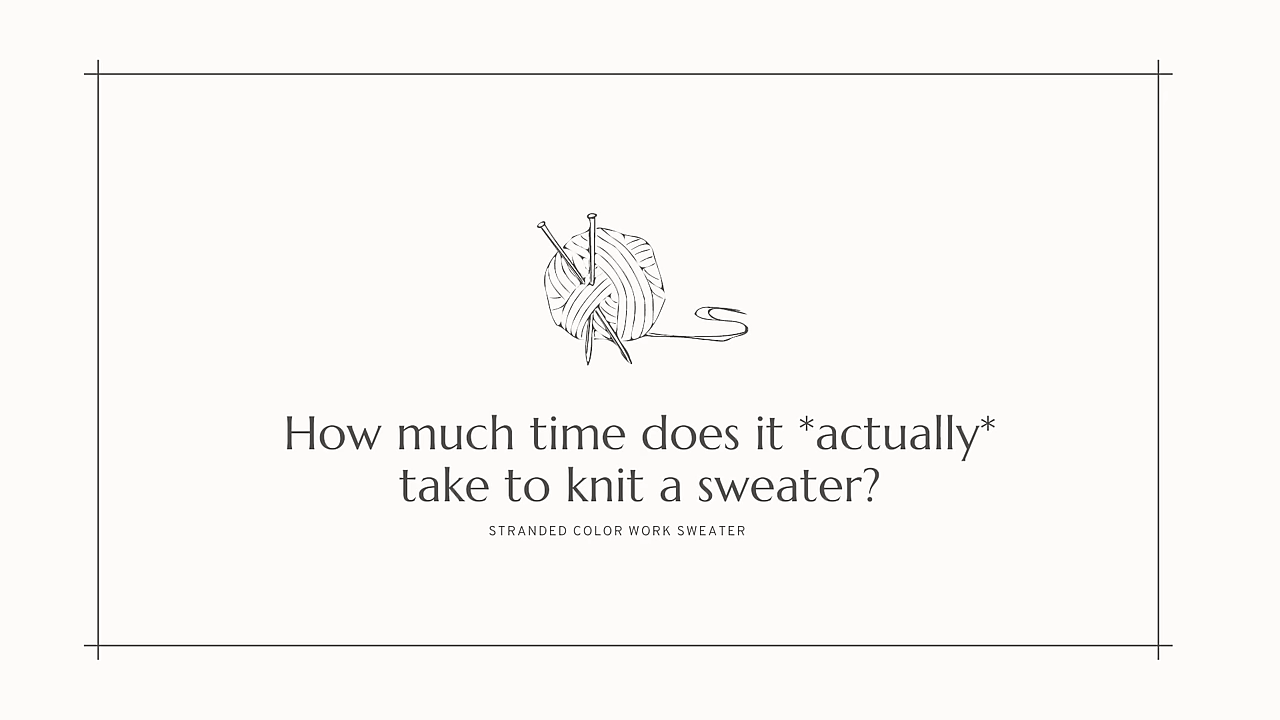 How much time does it *actually*
take to knit a sweater?
STRANDED COLOR WORK SWEATER